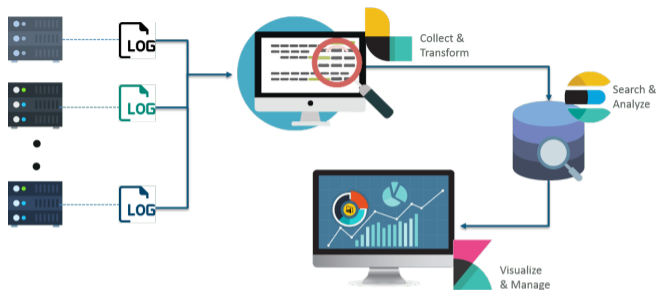 LOG
Collect &
Transform
LOG
Search &
Analyze
LOG
Visualize
& Manage